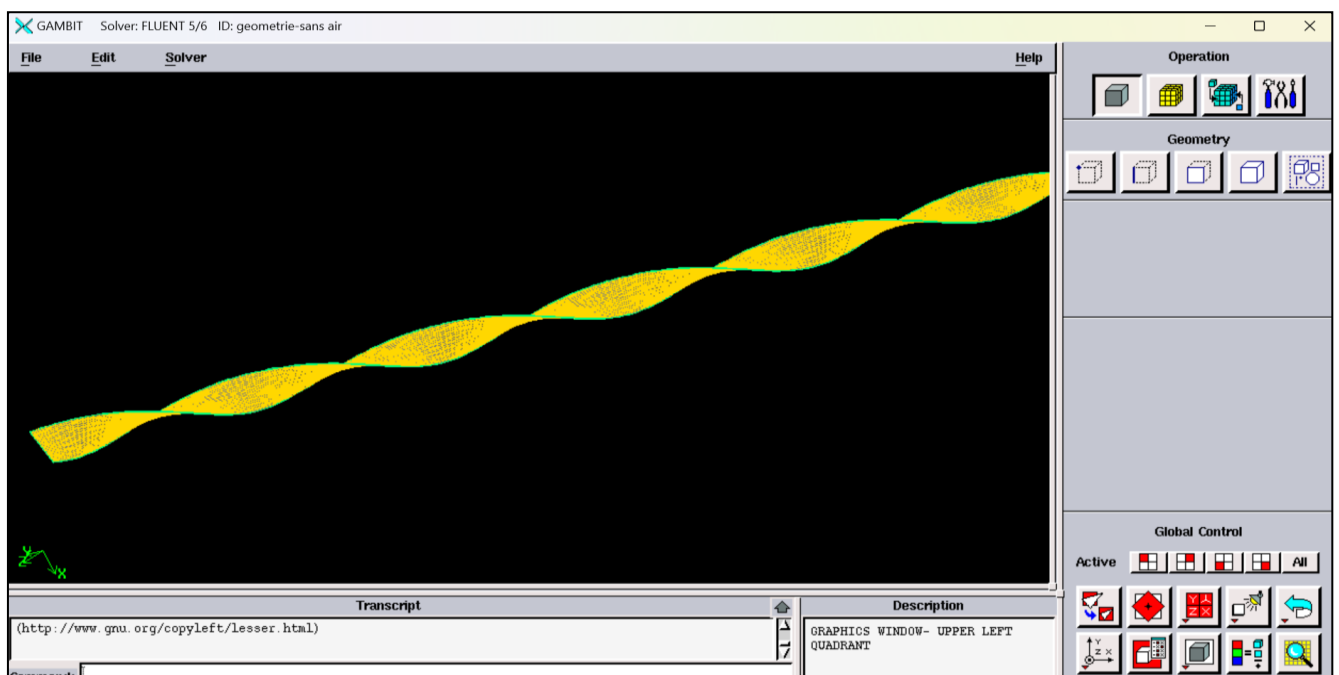 GAMBIT Solver: FLUENT 5/6 ID: geometrie-sans air
File Edit Solver Help
Operation
Geometry
Global Control
Active All
Transcript
(http://www.gnu.org/copyleft/lesser.html)
Description
GRAPHICS WINDOW- UPPER LEFT
QUADRANT
X